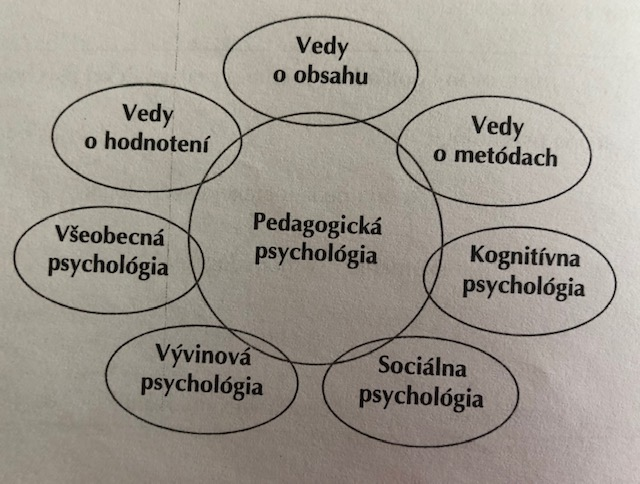 Vedy
o obsahu
Vedy
o hodnotení
Vedy
o metódach
Pedagogická
psychológia
Všeobecná
psychológia
Kognitívna
psychológia
Vývinová
psychológia
Sociálna
psychológia